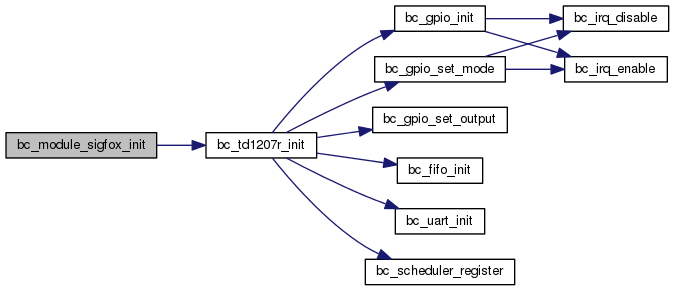 bc_module_sigfox_init
bc_td1207r_init
bc_gpio_init
bc_gpio_set_mode
bc_gpio_set_output
bc_fifo_init
bc_uart_init
bc_scheduler_register
bc_irq_disable
bc_irq_enable